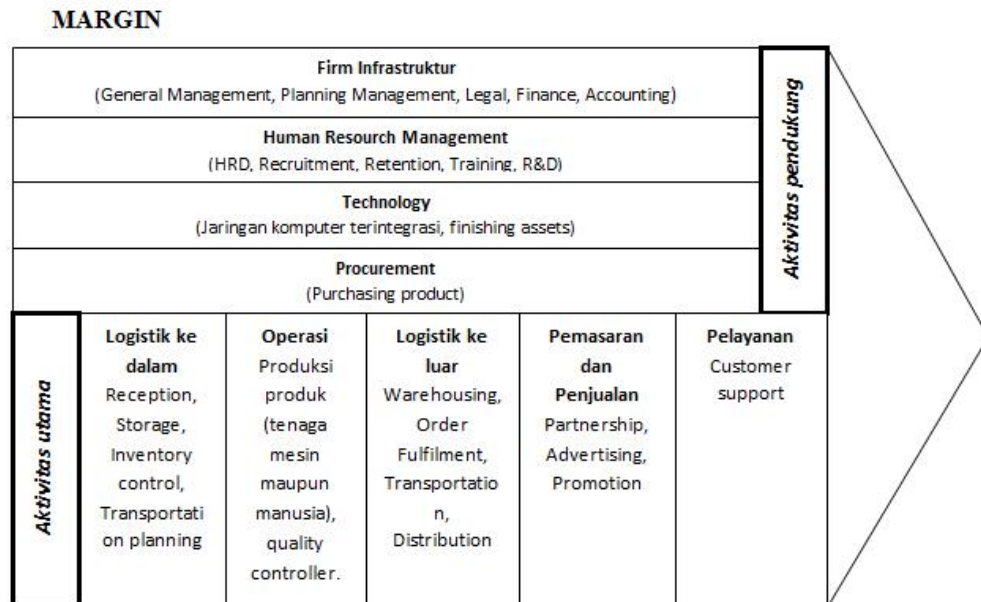 MARGIN
Firm Infrastruktur
(General Management, Planning Management, Legal, Finance, Accounting)
Human Resourch Management
(HRD, Recruitment, Retention, Training, R&D)
Technology
(Jaringan komputer terintegrasi, finishing assets)
Procurement
(Purchasing product)
Aktivitas pendukung
Aktivitas utama
Logistik ke
dalam
Reception,
Storage,
Inventory
control,
Transportati
on planning
Operasi
Produksi
produk
(tenaga
mesin
maupun
manusia),
quality
controller.
Logistik ke
luar
Warehousing,
Order
Fulfilment,
Transportatio
n,
Distribution
Pemasaran
dan
Penjualan
Partnership,
Advertising,
Promotion
Pelayanan
Customer
support